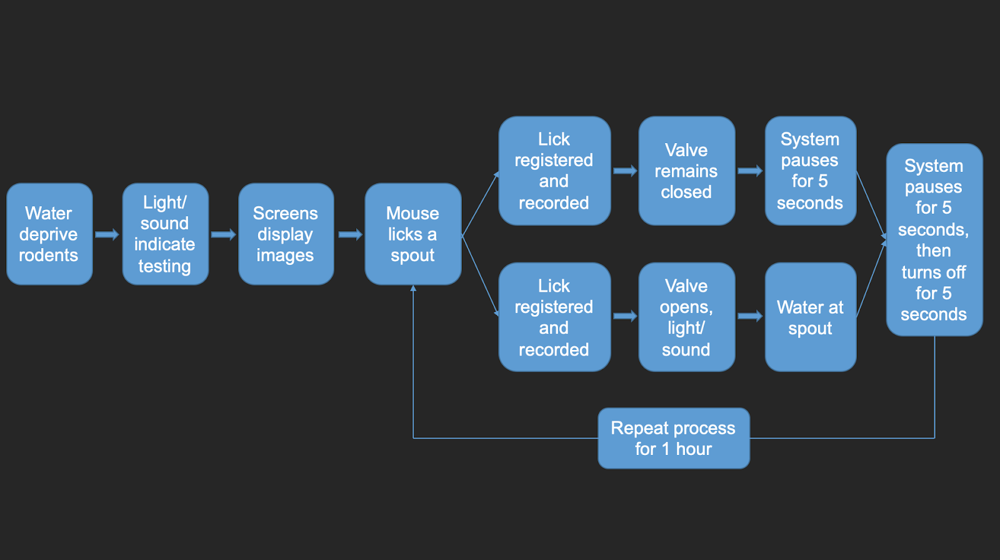 Water
deprive
rodents
Light/
sound
indicate
testing
Screens
display
images
Mouse
licks a
spout
Lick
registered
and
recorded
Valve
remains
closed
System
pauses
for 5
seconds
Lick
registered
and
recorded
Valve
opens,
light/
sound
Water at
spout
System
pauses
for 5
seconds,
then
turns off
for 5
seconds
Repeat process
for 1 hour